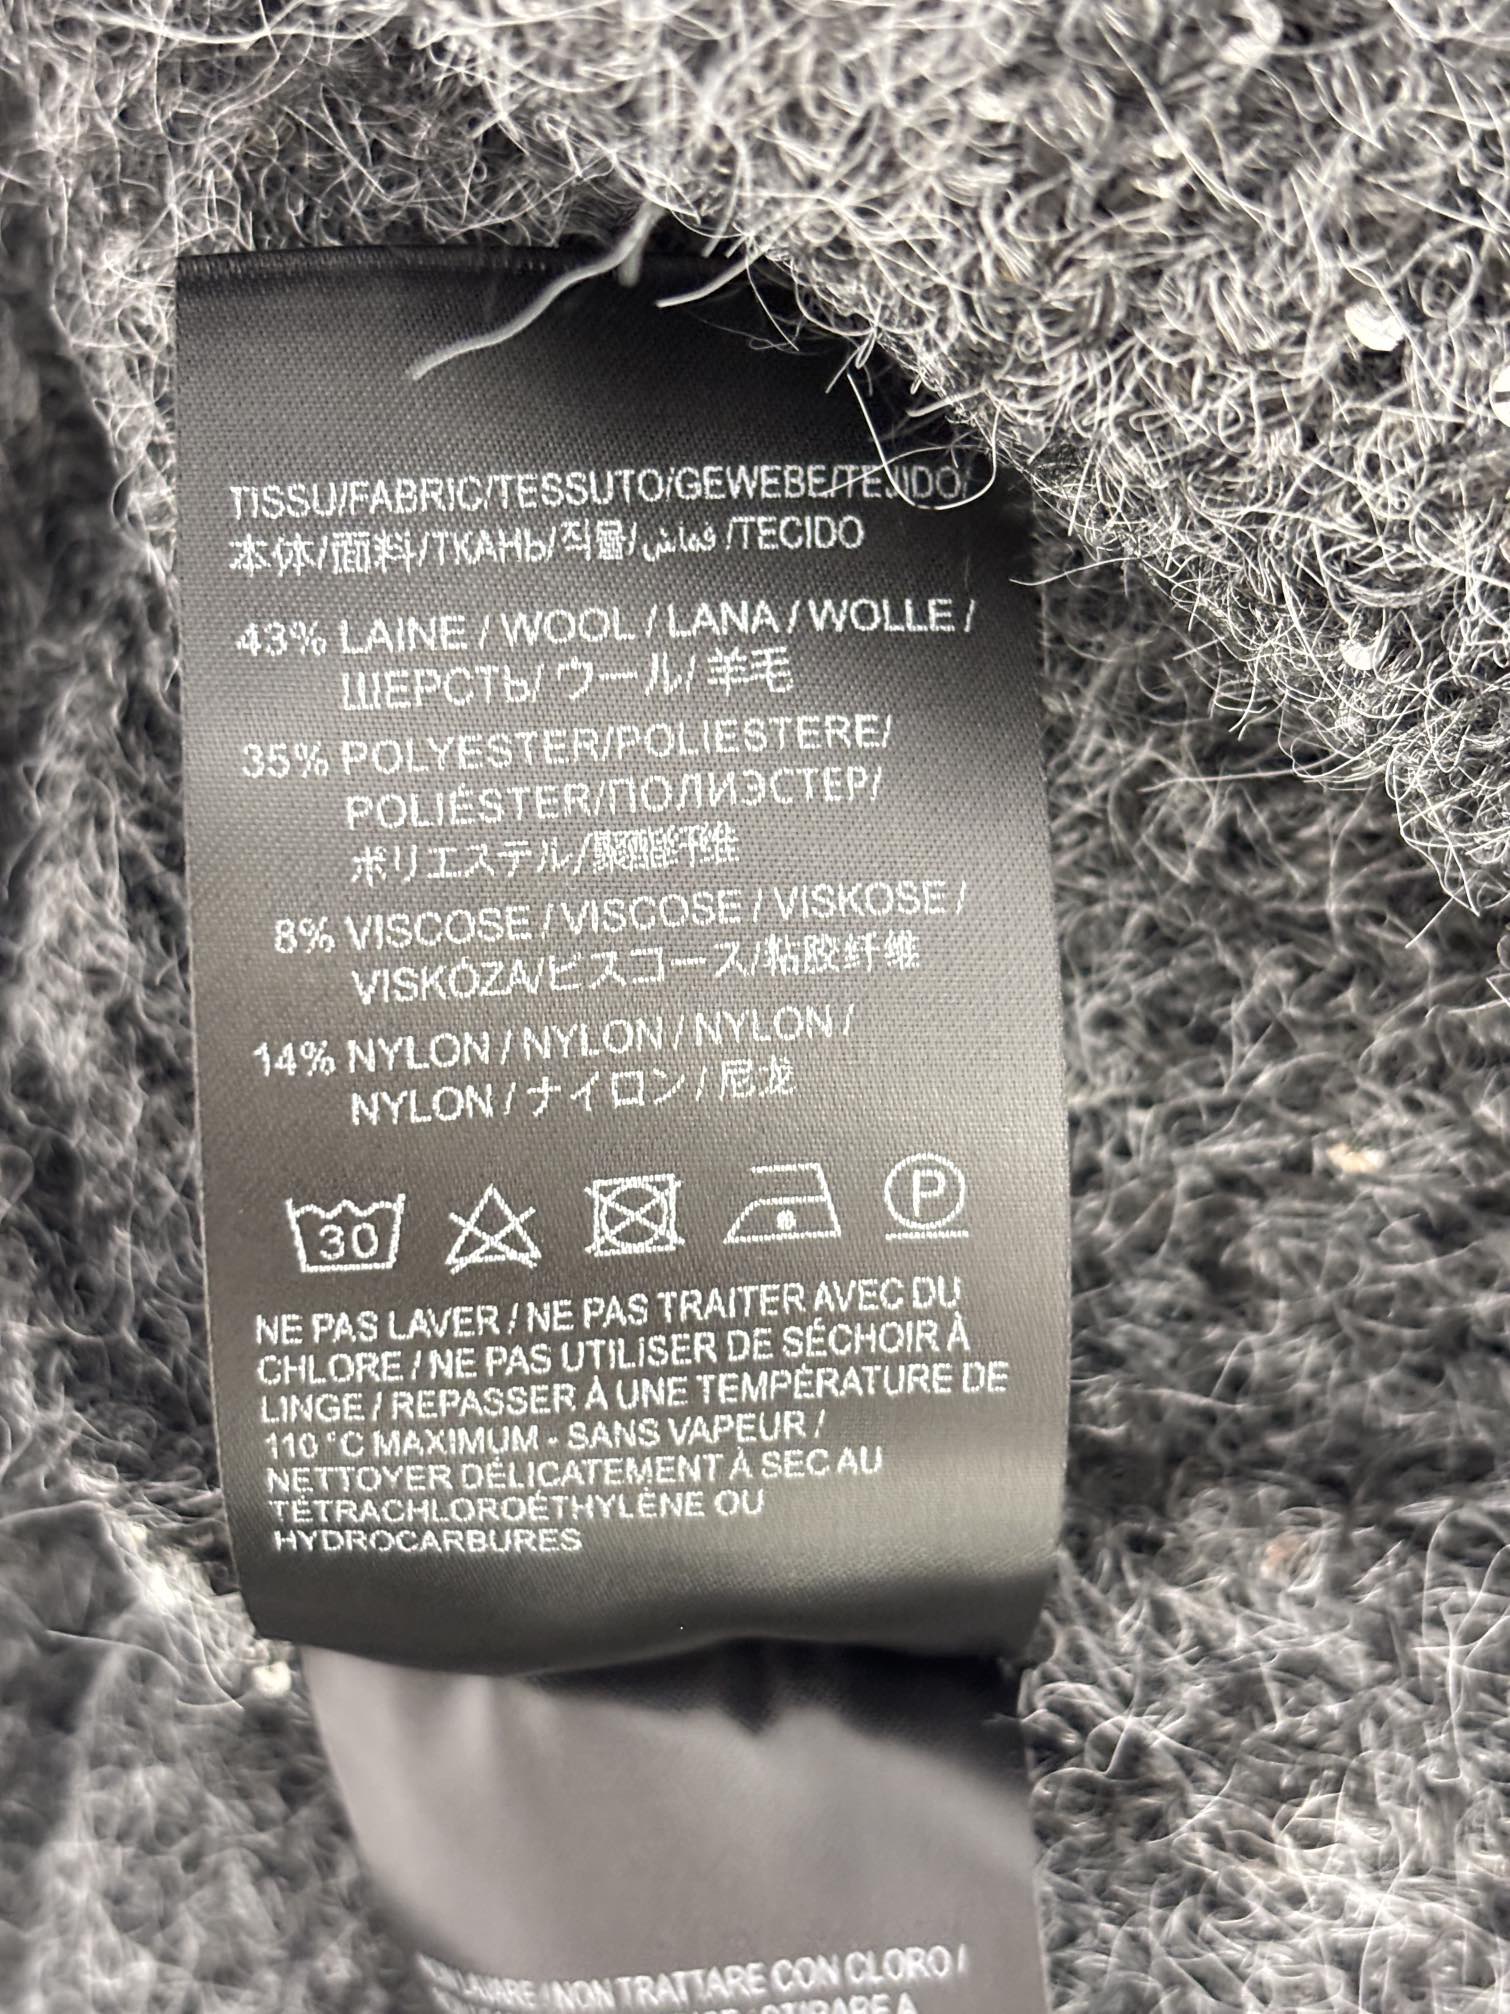 TISSU/FABRIC/TESSUTO/GEWEBE/TEJIDO/
本体/面料/ТКАНЬ/직물/قماش /TECIDO
43% LAINE / WOOL / LANA / WOLLE /
ШЕРСТЬ/ ウール/ 羊毛
35% POLYESTER/POLIESTERE/
POLIÉSTER/ПОЛИЭСТЕР/
ポリエステル/聚酯纤维
8% VISCOSE / VISCOSE / VISKOSE /
VISKÓZA/ビスコース/粘胶纤维
14% NYLON / NYLON / NYLON /
NYLON / ナイロン / 尼龙
30
P
NE PAS LAVER / NE PAS TRAITER AVEC DU
CHLORE / NE PAS UTILISER DE SÉCHOIR À
LINGE / REPASSER À UNE TEMPÉRATURE DE
110 °C MAXIMUM - SANS VAPEUR /
NETTOYER DÉLICATEMENT À SEC AU
TÉTRACHLOROÉTHYLÈNE OU
HYDROCARBURES
NON TRATTARE CON CLORO /